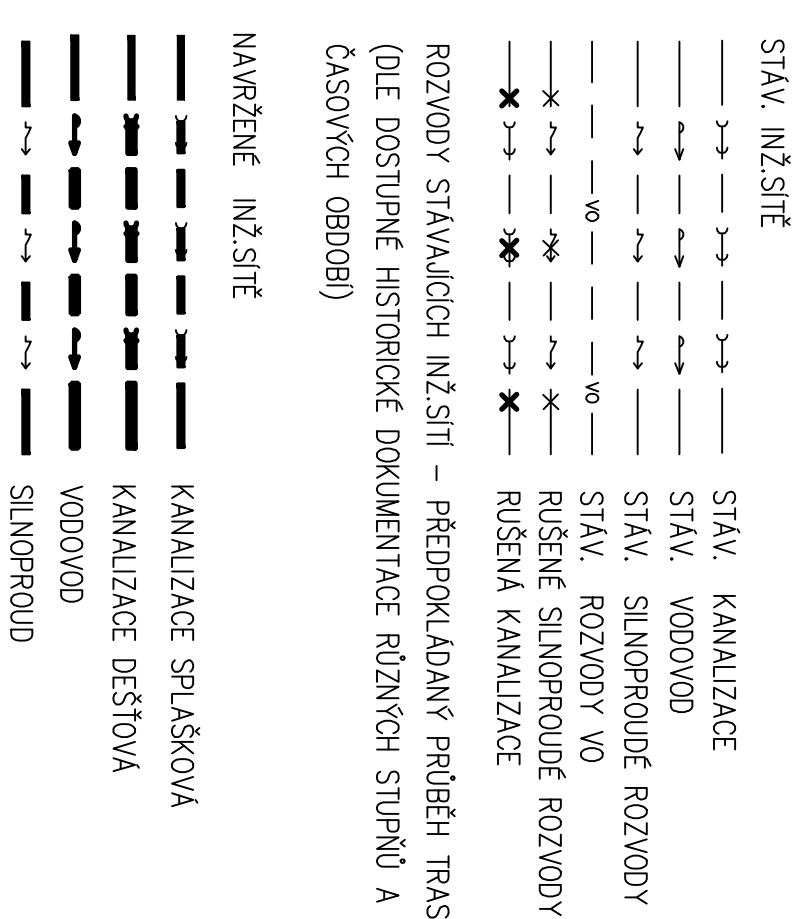 STÁV. INŽ.SÍTĚ
STÁV. KANALIZACE
STÁV. VODOVOD
STÁV. SILNOPROUDÉ ROZVODY
VO VO STÁV. ROZVODY VO
RUŠENÉ SILNOPROUDÉ ROZVODY
RUŠENÁ KANALIZACE
ROZVODY STÁVAJÍCÍCH INŽ.SÍTÍ – PŘEDPOKLÁDANÝ PRŮBĚH TRAS
(DLE DOSTUPNÉ HISTORICKÉ DOKUMENTACE RŮZNÝCH STUPŇŮ A
ČASOVÝCH OBDOBÍ)
NAVRŽENÉ INŽ.SÍTĚ
KANALIZACE SPLAŠKOVÁ
KANALIZACE DEŠŤOVÁ
VODOVOD
SILNOPROUD